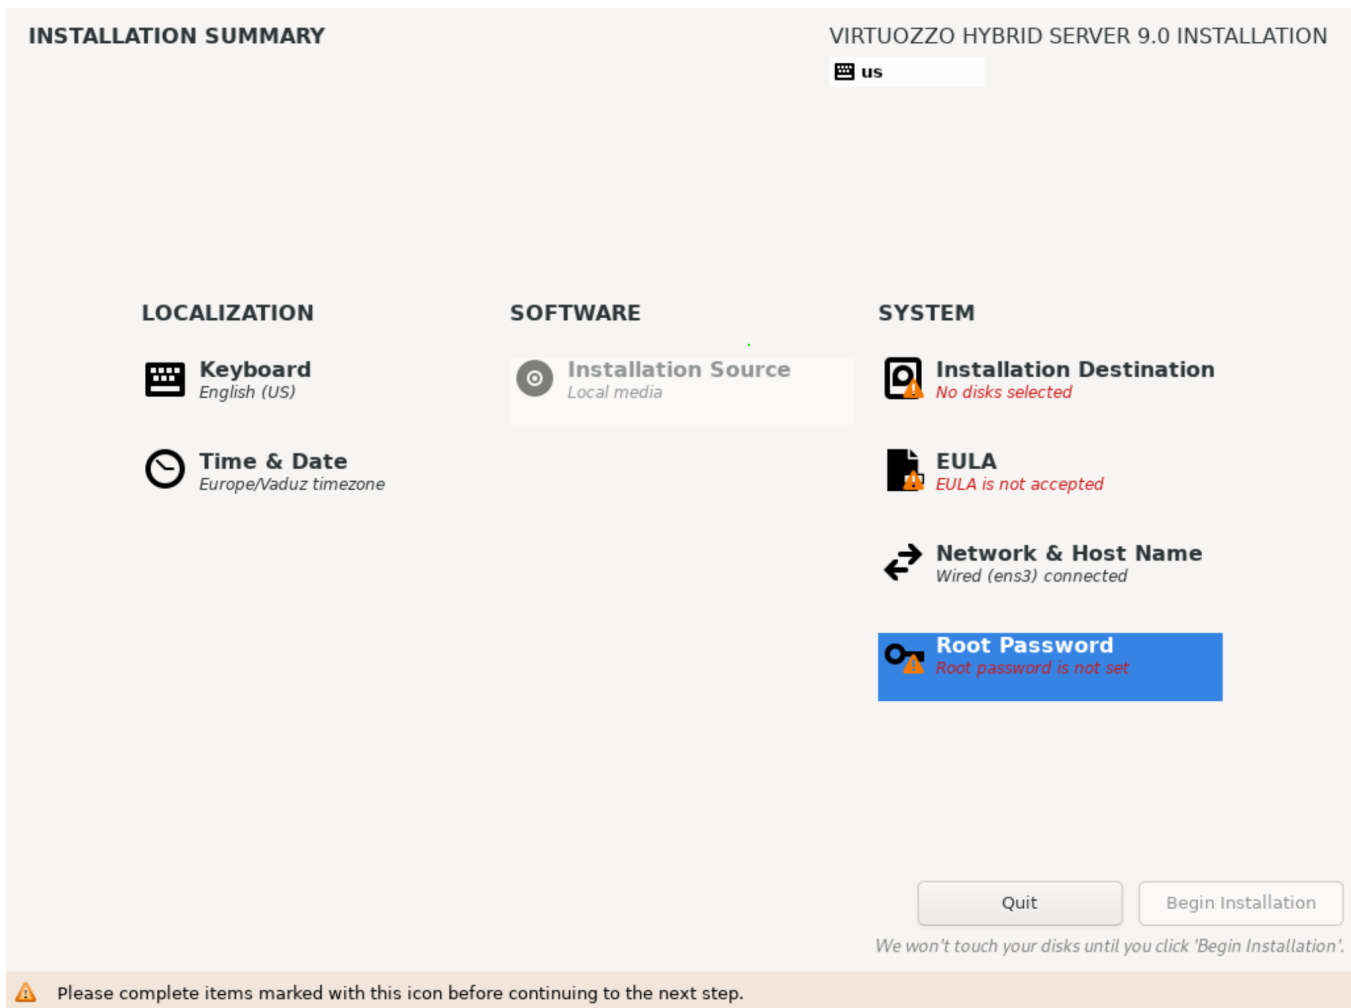 INSTALLATION SUMMARY
VIRTUOZZO HYBRID SERVER 9.0 INSTALLATION
us
LOCALIZATION
Keyboard
English (US)
Time & Date
Europe/Vaduz timezone
SOFTWARE
Installation Source
Local media
SYSTEM
Installation Destination
No disks selected
EULA
EULA is not accepted
Network & Host Name
Wired (ens3) connected
Root Password
Root password is not set
Quit
Begin Installation
We won't touch your disks until you click 'Begin Installation'.
Please complete items marked with this icon before continuing to the next step.